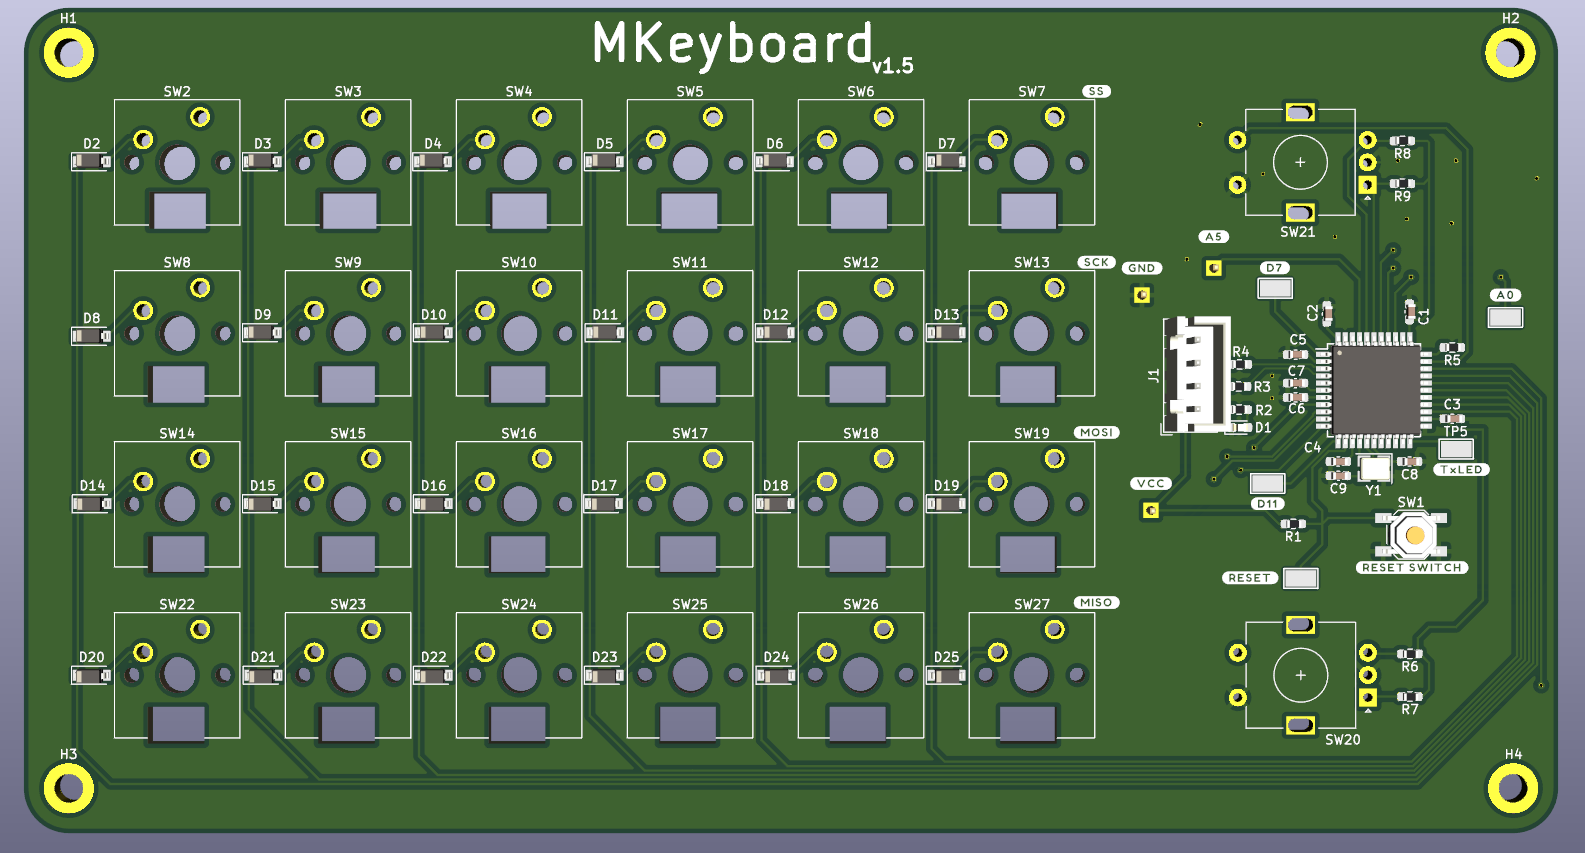 H1
MKeyboard
v1.5
H2
SW2 SW3 SW4 SW5 SW6 SW7 SS
D2 D3 D4 D5 D6 D7
R8
R9
SW21
A5
SW8 SW9 SW10 SW11 SW12 SW13 SCK
GND D7
A0
D8 D9 D10 D11 D12 D13
C2 C1
C5
R4 R5
J1
C7
R3
C6
R2
C3
D1
TP5
SW14 SW15 SW16 SW17 SW18 SW19 MOSI
C4
TxLED
C8
VCC
D14 D15 D16 D17 D18 D19
C9 Y1
D11 SW1
R1
RESET SWITCH
RESET
SW22 SW23 SW24 SW25 SW26 SW27 MISO
D20 D21 D22 D23 D24 D25
R6
R7
SW20
H3 H4